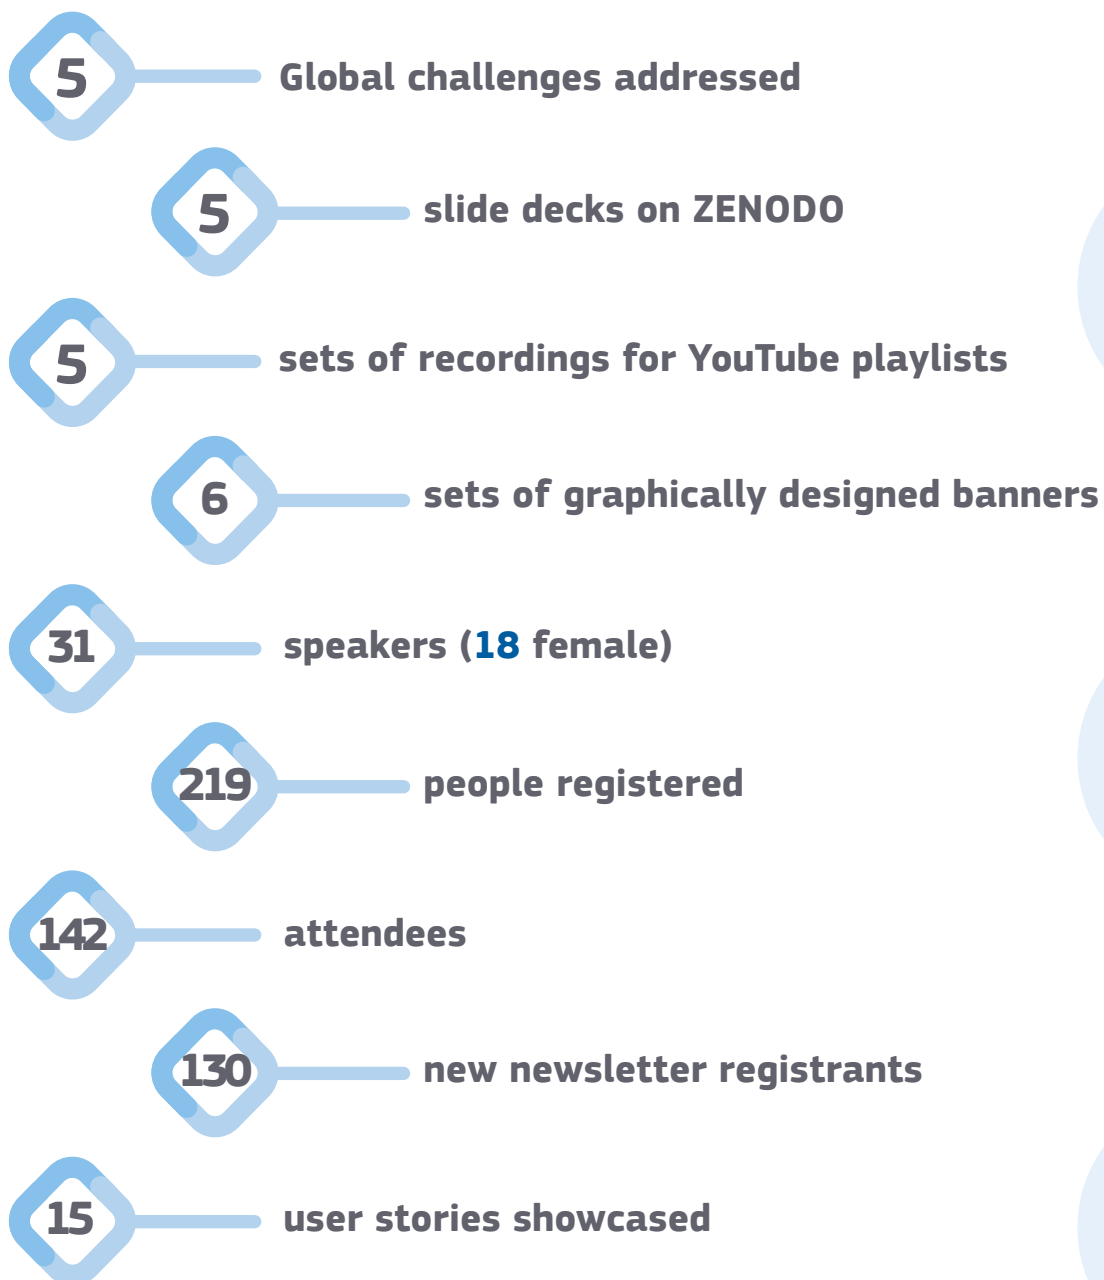 5 Global challenges addressed
5 slide decks on ZENODO
5 sets of recordings for YouTube playlists
6 sets of graphically designed banners
31 speakers (18 female)
219 people registered
142 attendees
130 new newsletter registrants
15 user stories showcased